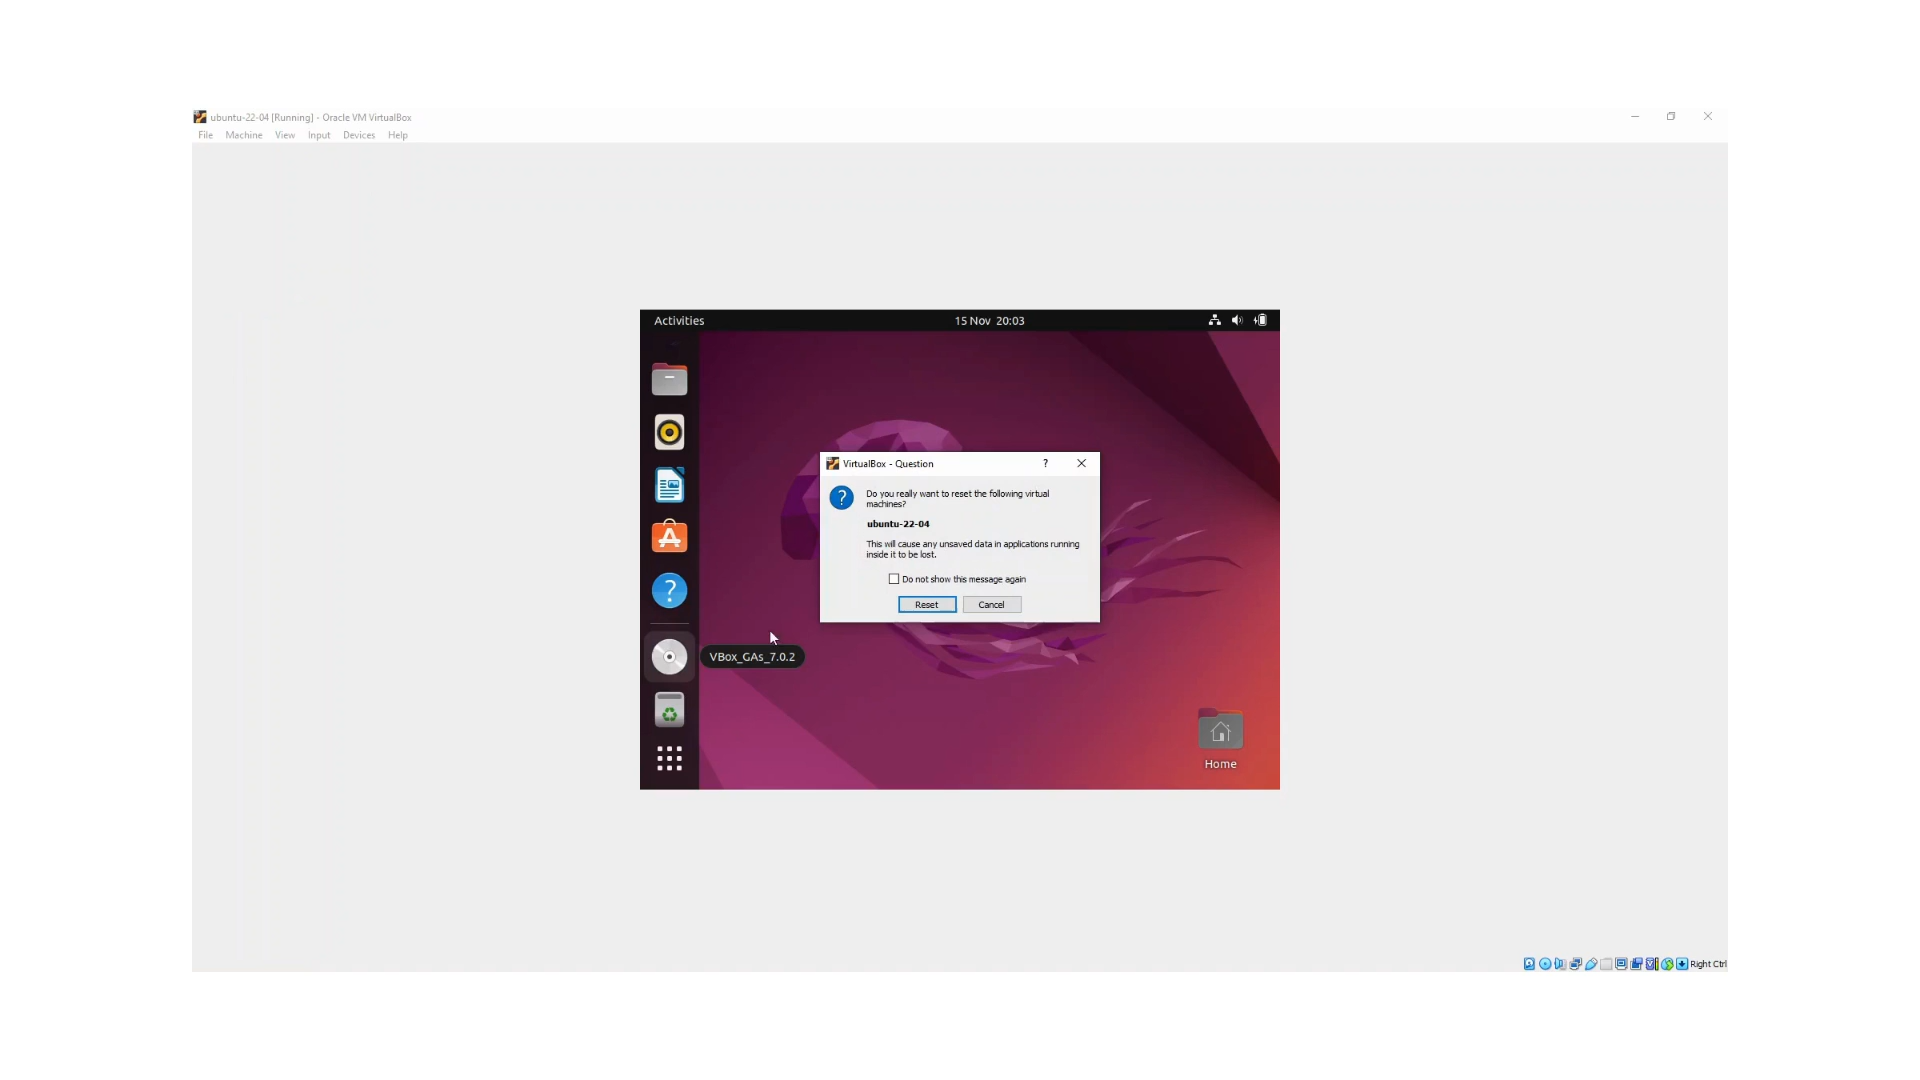 ubuntu-22-04 [Running] - Oracle VM VirtualBox
File Machine View Input Devices Help
Activities 15 Nov 20:03
VirtualBox - Question ?
Do you really want to reset the following virtual
machines?
ubuntu-22-04
This will cause any unsaved data in applications running
inside it to be lost.
Do not show this message again
Reset Cancel
VBox_GAs_7.0.2
Home
Right Ctrl